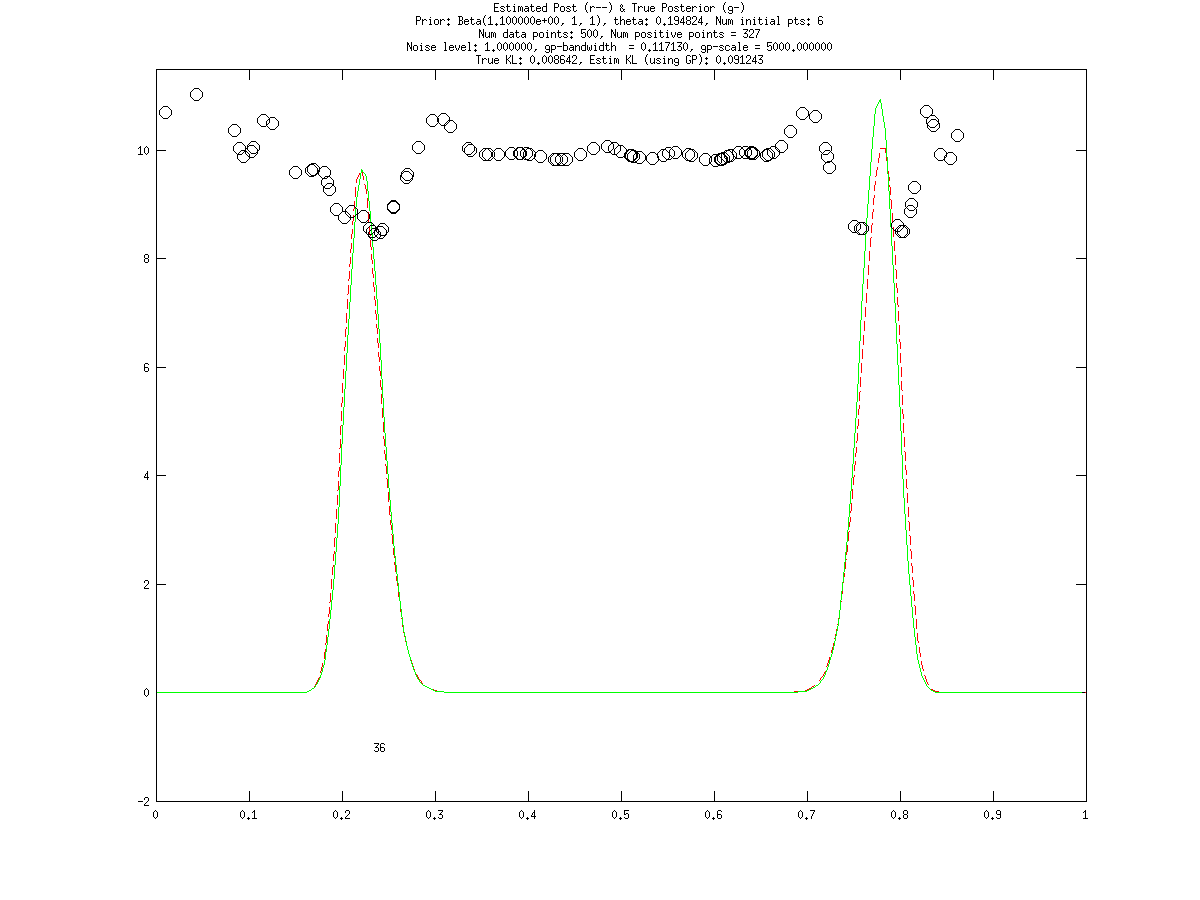 Estimated Post (r--) & True Posterior (g-)
Prior: Beta(1.100000e+00, 1, 1), theta: 0.194824, Num initial pts: 6
Num data points: 500, Num positive points = 327
Noise level: 1.000000, gp-bandwidth  = 0.117130, gp-scale = 5000.000000
True KL: 0.008642, Estim KL (using GP): 0.091243
10
8
6
4
2
0
36
-2
0 0.1 0.2 0.3 0.4 0.5 0.6 0.7 0.8 0.9 1